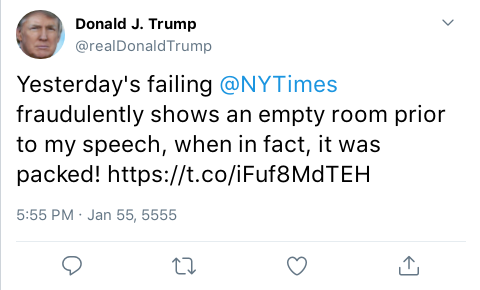 Donald J. Trump
@realDonaldTrump
Yesterday's failing @NYTimes
fraudulently shows an empty room prior
to my speech, when in fact, it was
packed! https://t.co/iFuf8MdTEH
5:55 PM · Jan 55, 5555